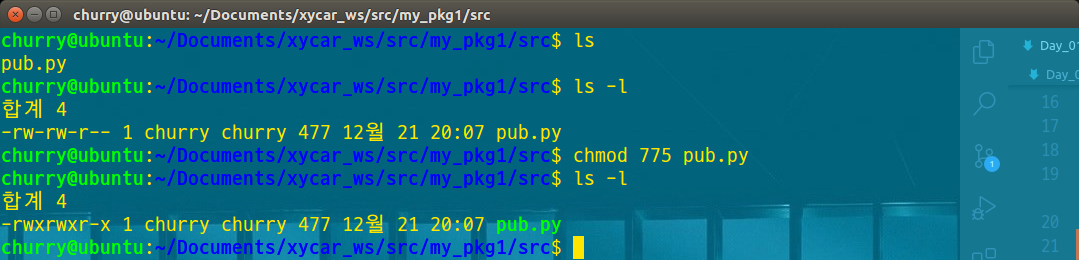 churry@ubuntu: ~/Documents/xycar_ws/src/my_pkg1/src
churry@ubuntu:~/Documents/xycar_ws/src/my_pkg1/src$ ls
pub.py
churry@ubuntu:~/Documents/xycar_ws/src/my_pkg1/src$ ls -l
합계 4
-rw-rw-r-- 1 churry churry 477 12월 21 20:07 pub.py
churry@ubuntu:~/Documents/xycar_ws/src/my_pkg1/src$ chmod 775 pub.py
churry@ubuntu:~/Documents/xycar_ws/src/my_pkg1/src$ ls -l
합계 4
-rwxrwxr-x 1 churry churry 477 12월 21 20:07 pub.py
churry@ubuntu:~/Documents/xycar_ws/src/my_pkg1/src$
Day_01
Day_0
16
17
18
19
20
21
1